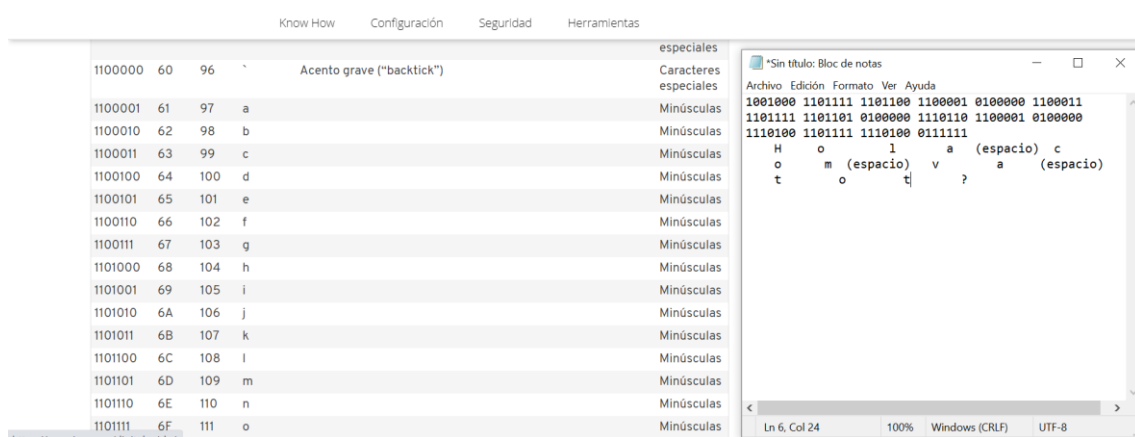 Know How Configuración Seguridad Herramientas
especiales
1100000 60 96 ` Acento grave (“backtick”) Caracteres especiales
1100001 61 97 a Minúsculas
1100010 62 98 b Minúsculas
1100011 63 99 c Minúsculas
1100100 64 100 d Minúsculas
1100101 65 101 e Minúsculas
1100110 66 102 f Minúsculas
1100111 67 103 g Minúsculas
1101000 68 104 h Minúsculas
1101001 69 105 i Minúsculas
1101010 6A 106 j Minúsculas
1101011 6B 107 k Minúsculas
1101100 6C 108 l Minúsculas
1101101 6D 109 m Minúsculas
1101110 6E 110 n Minúsculas
1101111 6F 111 o Minúsculas
*Sin título: Bloc de notas
Archivo Edición Formato Ver Ayuda
1001000 1101111 1101100 1100001 0100000 1100011
1101111 1101101 0100000 1110110 1100001 0100000
1110100 1101111 1110100 0111111
H o l a (espacio) c
o m (espacio) v a (espacio)
t o t ?
Ln 6, Col 24 100% Windows (CRLF) UTF-8